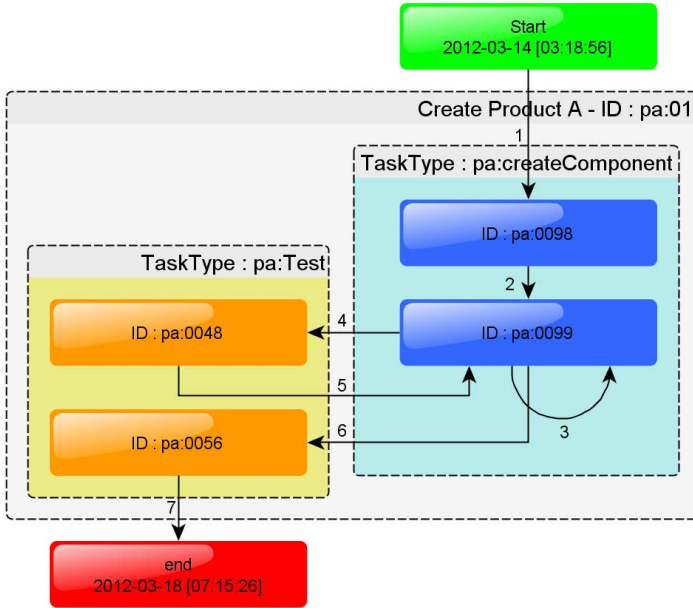 Start
2012-03-14 [03:18:56]
Create Product A - ID : pa:01
1
TaskType : pa:createComponent
ID : pa:0098
TaskType : pa:Test
2
ID : pa:0048
4
ID : pa:0099
5
3
ID : pa:0056
6
7
end
2012-03-18 [07:15:26]